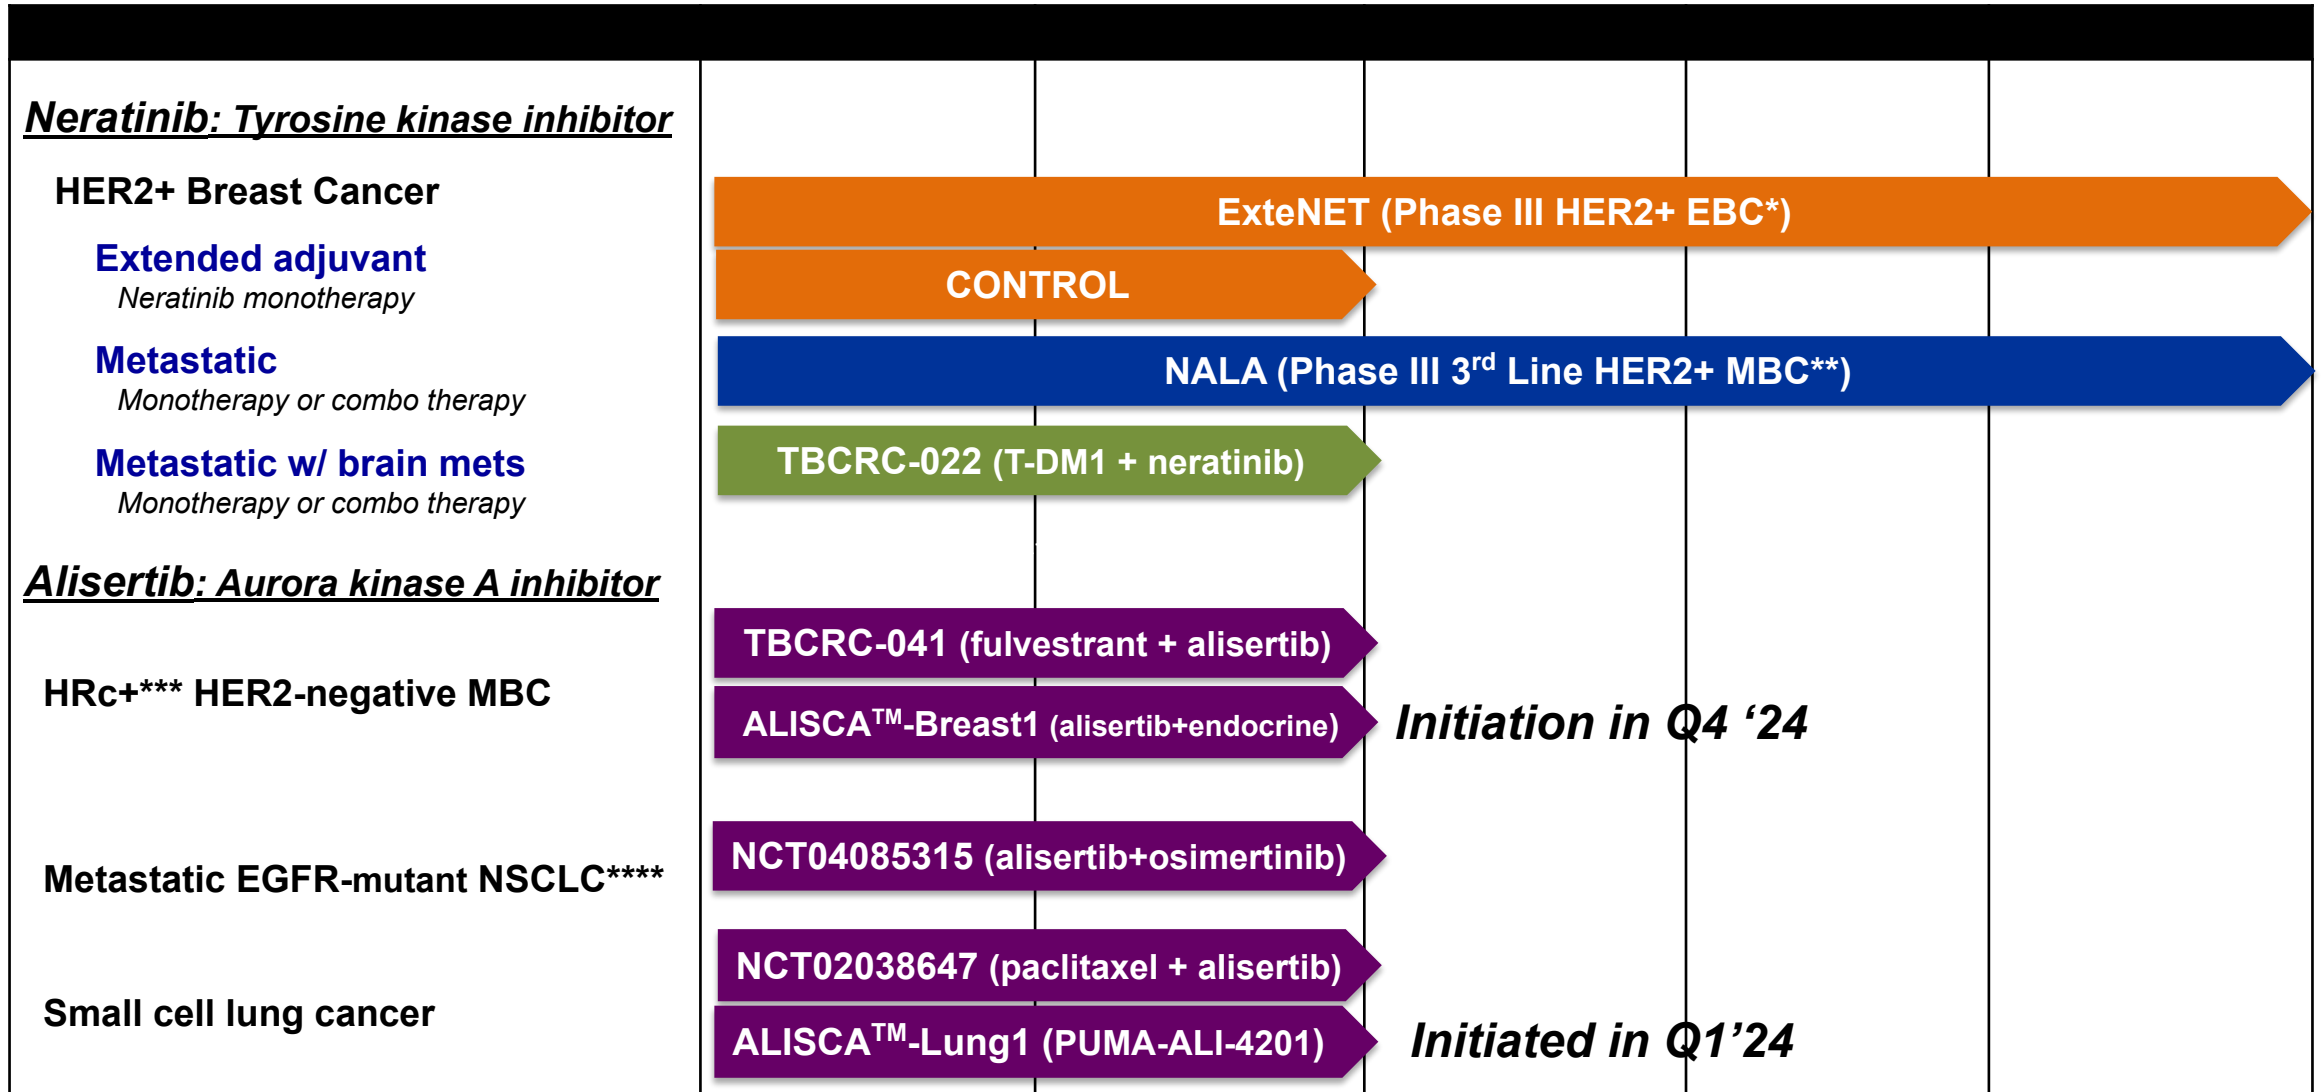 Neratinib: Tyrosine kinase inhibitor
HER2+ Breast Cancer
ExteNET (Phase III HER2+ EBC*)
Extended adjuvant
Neratinib monotherapy
CONTROL
Metastatic
Monotherapy or combo therapy
NALA (Phase III 3rd Line HER2+ MBC**)
Metastatic w/ brain mets
Monotherapy or combo therapy
TBCRC-022 (T-DM1 + neratinib)
Alisertib: Aurora kinase A inhibitor
HRc+*** HER2-negative MBC
TBCRC-041 (fulvestrant + alisertib)
ALISCA™-Breast1 (alisertib+endocrine)
Initiation in Q4 ‘24
Metastatic EGFR-mutant NSCLC****
NCT04085315 (alisertib+osimertinib)
Small cell lung cancer
NCT02038647 (paclitaxel + alisertib)
ALISCA™-Lung1 (PUMA-ALI-4201)
Initiated in Q1’24